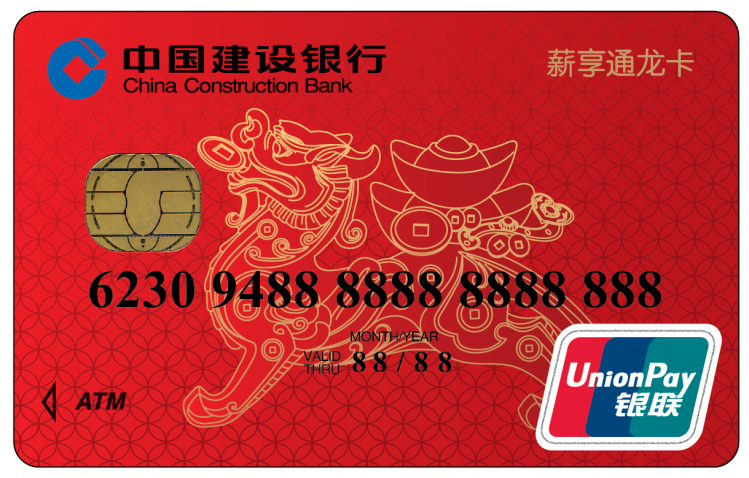 中国建设银行
China Construction Bank
薪享通龙卡
6230 9488 8888 8888 888
MONTH/YEAR
VALID THRU 88/88
ATM
UnionPay
银联